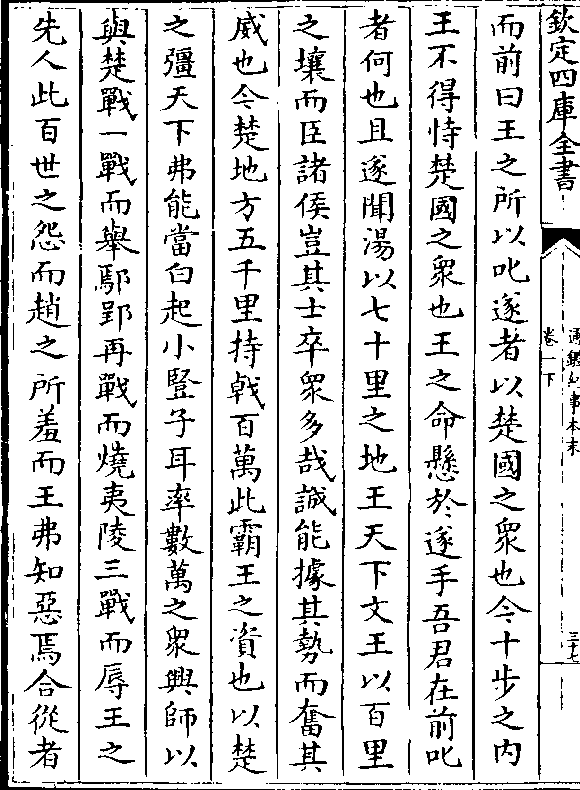 欽定四庫全書
通鑑紀事本末
卷一下
三十七
而前曰王之所以叱遂者以楚國之衆也今十步之内
王不得恃楚國之衆也王之命懸於遂手吾君在前叱
者何也且遂聞湯以七十里之地王天下文王以百里
之壤而臣諸侯豈其士卒衆多哉誠能據其勢而奮其
威也今楚地方五千里持戟百萬此霸王之資也以楚
之彊天下弗能當白起小豎子耳率數萬之衆興師以
與楚戰一戰而舉鄢郢再戰而燒夷陵三戰而辱王之
先人此百世之怨而趙之所羞而王弗知惡焉合從者